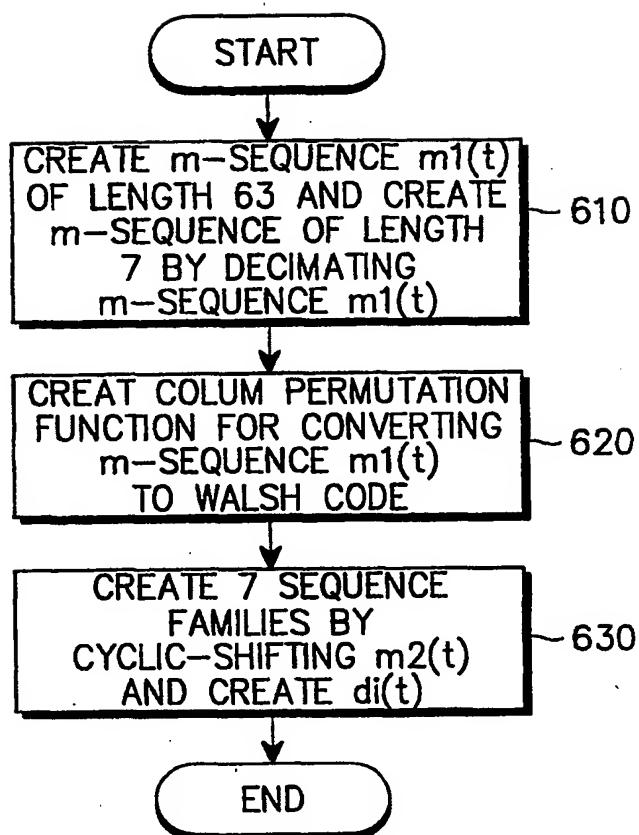 START
CREATE m-SEQUENCE m1(t)
OF LENGTH 63 AND CREATE
m-SEQUENCE OF LENGTH
7 BY DECIMATING
m-SEQUENCE m1(t)
610
CREAT COLUM PERMUTATION
FUNCTION FOR CONVERTING
m-SEQUENCE m1(t)
TO WALSH CODE
620
CREATE 7 SEQUENCE
FAMILIES BY
CYCLIC-SHIFTING m2(t)
AND CREATE di(t)
630
END